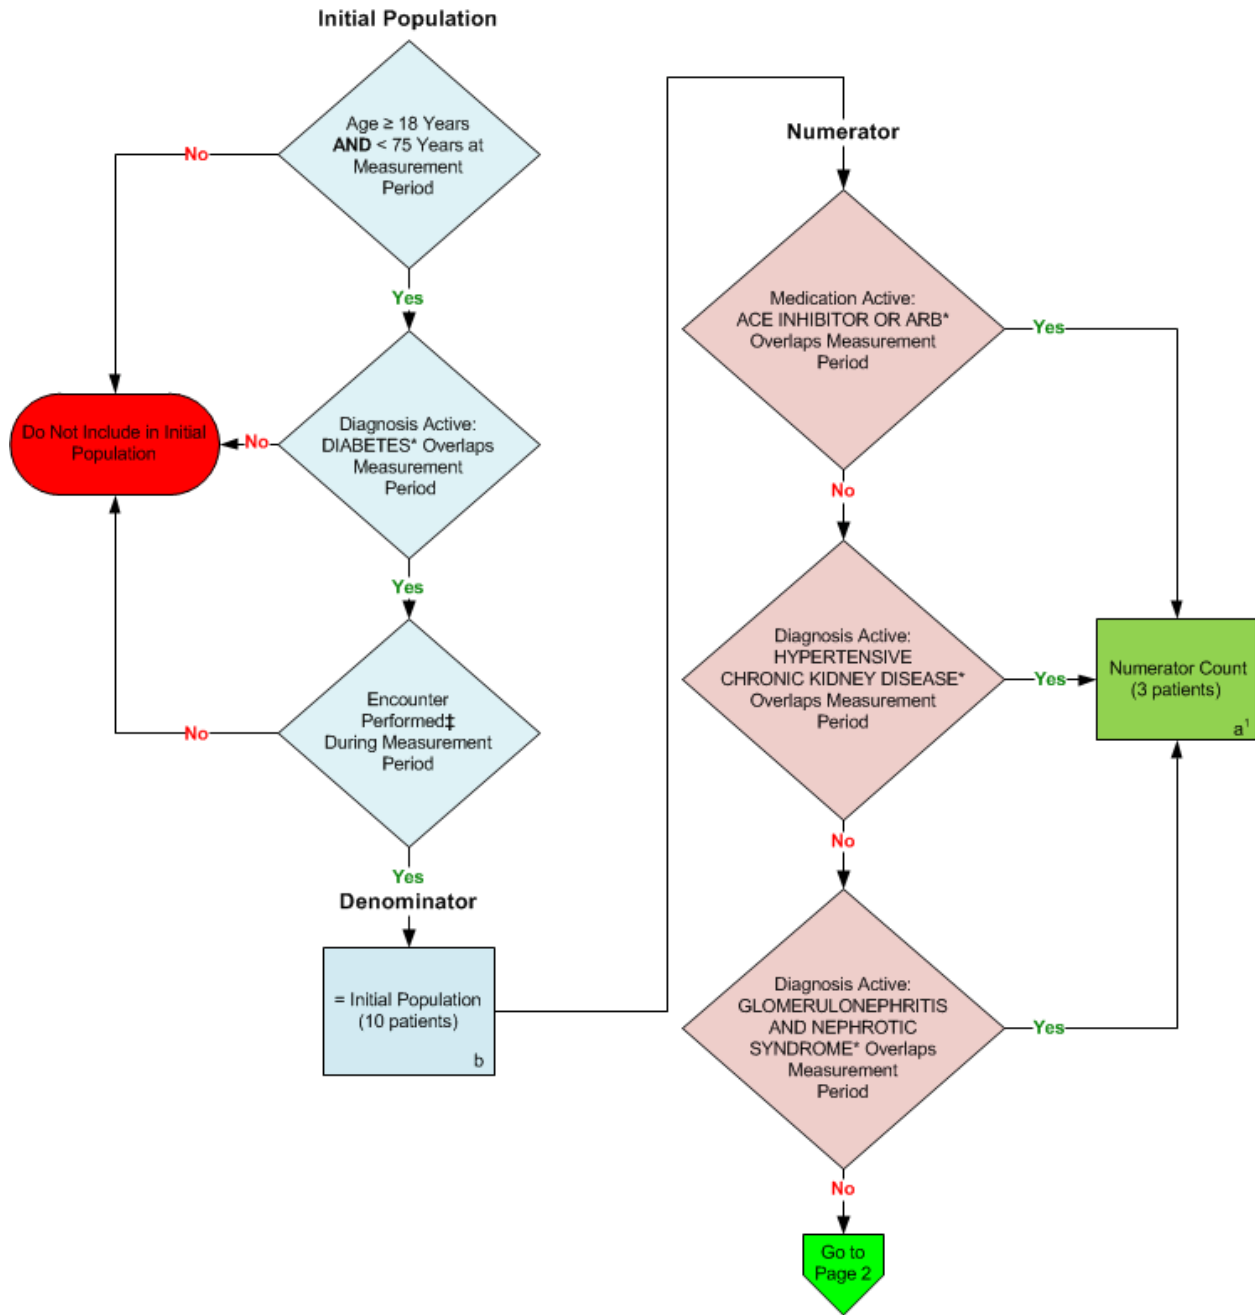 Initial Population
Age ≥ 18 Years
AND < 75 Years at
Measurement
Period
No
Yes
Do Not Include in Initial
Population
No
Diagnosis Active:
DIABETES* Overlaps
Measurement
Period
Yes
No
Encounter
Performed‡
During Measurement
Period
Yes
Denominator
= Initial Population
(10 patients)
b
Numerator
Medication Active:
ACE INHIBITOR OR ARB*
Overlaps Measurement
Period
Yes
No
Diagnosis Active:
HYPERTENSIVE
CHRONIC KIDNEY DISEASE*
Overlaps Measurement
Period
Yes
Numerator Count
(3 patients)
a¹
No
Diagnosis Active:
GLOMERULONEPHRITIS
AND NEPHROTIC
SYNDROME* Overlaps
Measurement
Period
Yes
No
Go to
Page 2